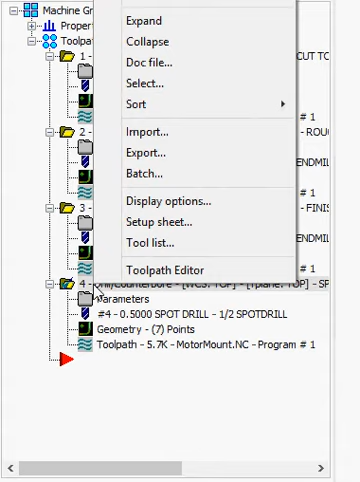 Machine Gr
Expand
Proper
Collapse
Toolpa
Doc file...
1 -
CUT TO
Select...
Sort
# 1
Import...
2 -
- ROU
Export...
Batch...
ENDMIL
# 1
Display options...
3 -
- FINIS
Setup sheet...
Tool list...
ENDMIL
Toolpath Editor
# 1
4 - Drill/Counterbore - [WCS: TOP] - [Tplane: TOP] - SP
Parameters
#4 - 0.5000 SPOT DRILL - 1/2 SPOTDRILL
Geometry - (7) Points
Toolpath - 5.7K - MotorMount.NC - Program # 1